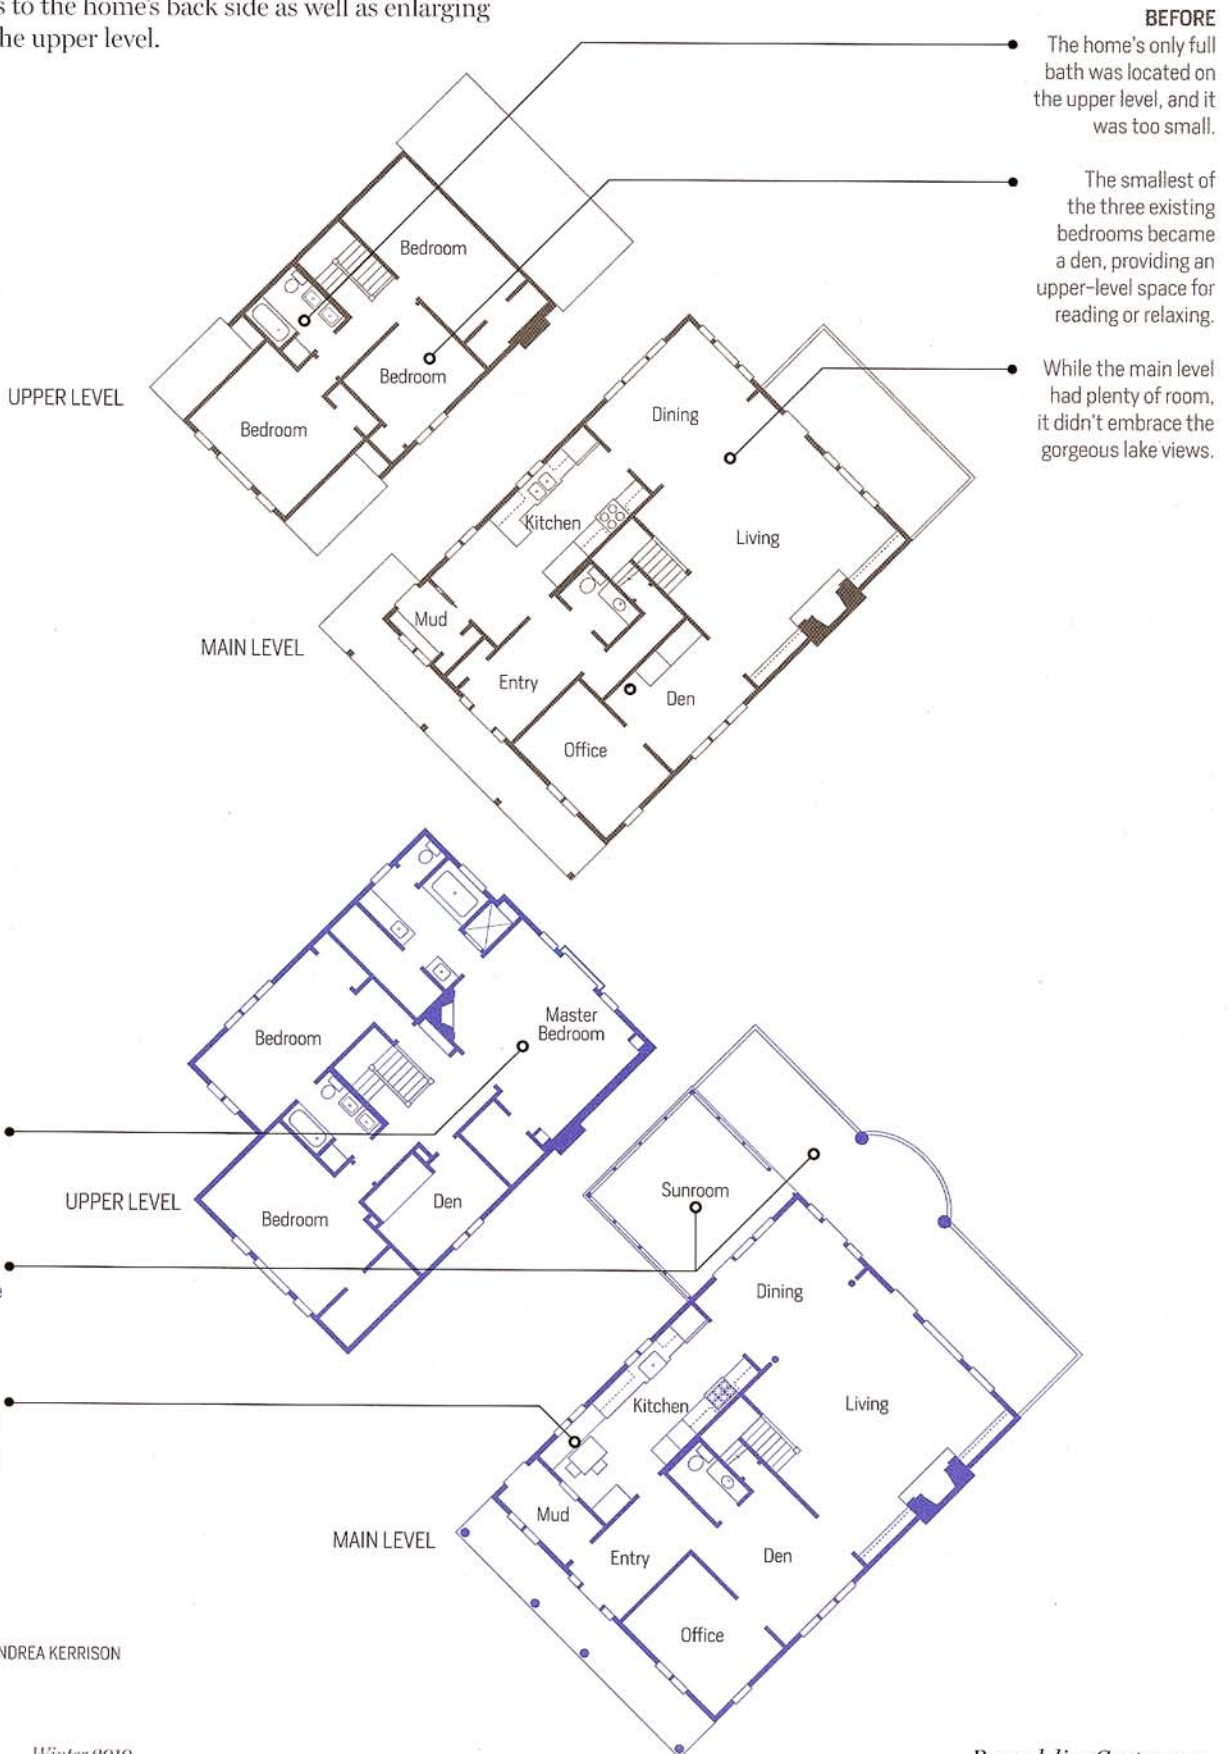 s to the home's back side as well as enlarging
he upper level.
BEFORE
The home's only full
bath was located on
the upper level, and it
was too small.
The smallest of
the three existing
bedrooms became
a den, providing an
upper-level space for
reading or relaxing.
While the main level
had plenty of room,
it didn't embrace the
gorgeous lake views.
UPPER LEVEL
Bedroom
Bedroom
Bedroom
MAIN LEVEL
Dining
Kitchen
Living
Mud
Entry
Den
Office
UPPER LEVEL
Master
Bedroom
Bedroom
Den
Bedroom
MAIN LEVEL
Sunroom
Dining
Kitchen
Living
Mud
Entry
Den
Office
e
NDREA KERRISON